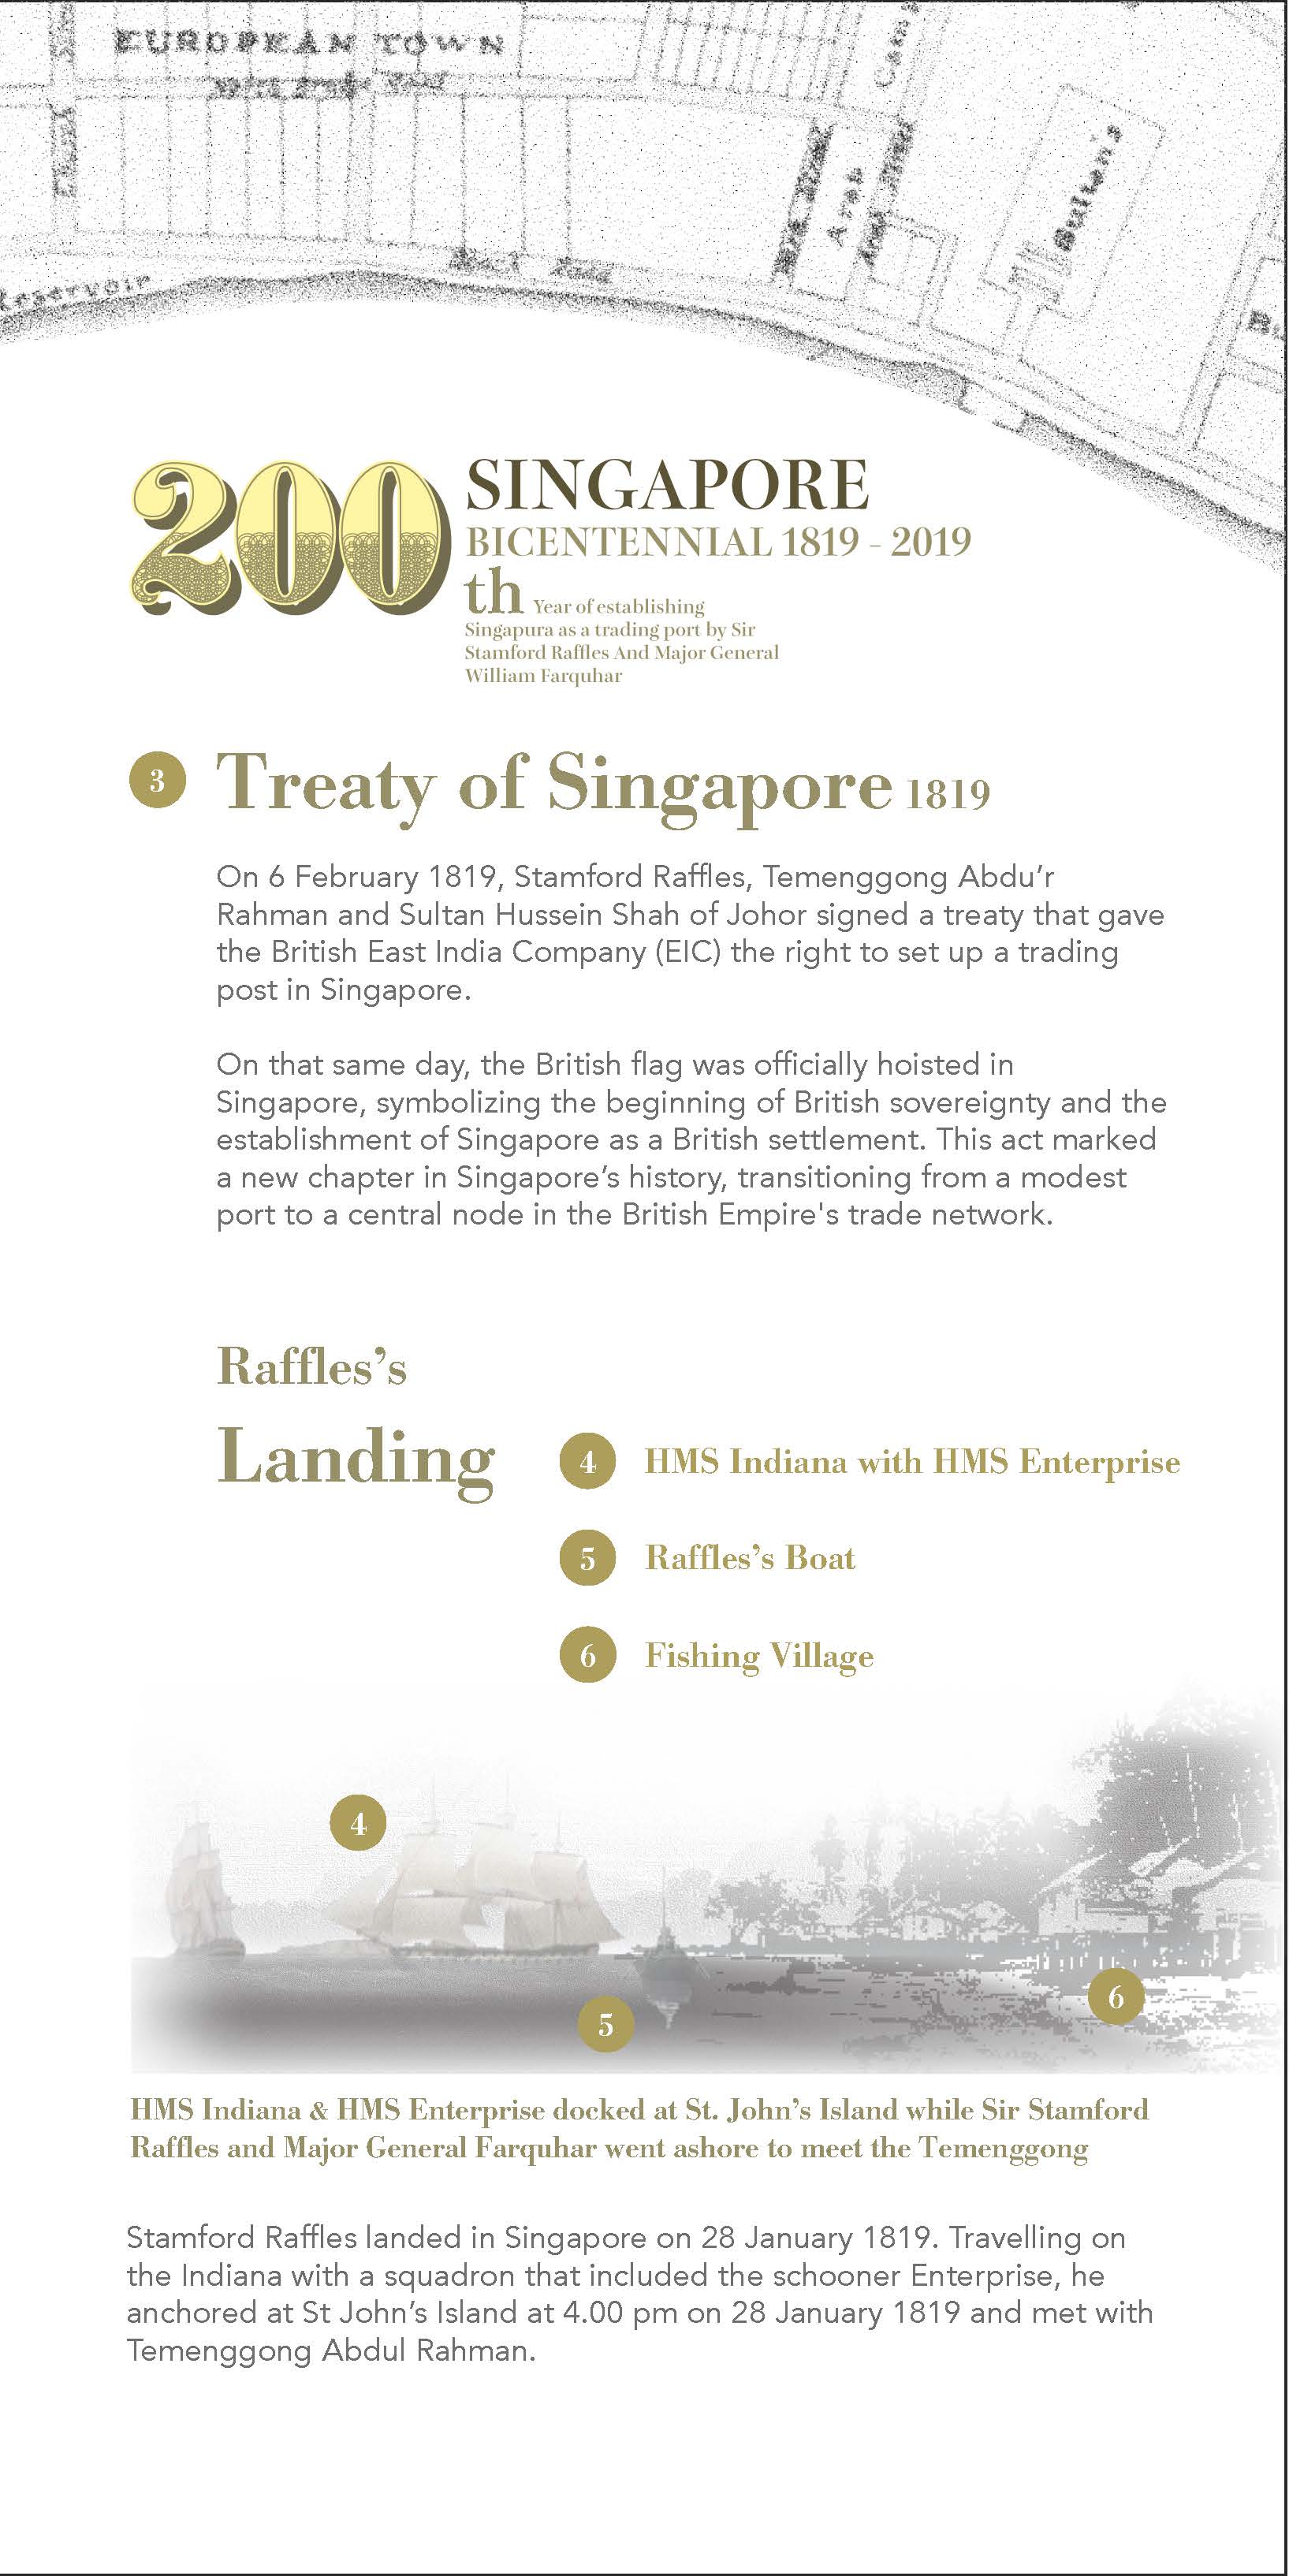 EUROPEAN TOWN
Reservoir
Arab
Sultan's
200
SINGAPORE
BICENTENNIAL 1819 - 2019
th Year of establishing
Singapura as a trading port by Sir
Stamford Raffles And Major General
William Farquhar
3 Treaty of Singapore 1819
On 6 February 1819, Stamford Raffles, Temenggong Abdu’r
Rahman and Sultan Hussein Shah of Johor signed a treaty that gave
the British East India Company (EIC) the right to set up a trading
post in Singapore.
On that same day, the British flag was officially hoisted in
Singapore, symbolizing the beginning of British sovereignty and the
establishment of Singapore as a British settlement. This act marked
a new chapter in Singapore’s history, transitioning from a modest
port to a central node in the British Empire's trade network.
Raffles’s
Landing
4 HMS Indiana with HMS Enterprise
5 Raffles’s Boat
6 Fishing Village
4
6
5
HMS Indiana & HMS Enterprise docked at St. John’s Island while Sir Stamford
Raffles and Major General Farquhar went ashore to meet the Temenggong
Stamford Raffles landed in Singapore on 28 January 1819. Travelling on
the Indiana with a squadron that included the schooner Enterprise, he
anchored at St John’s Island at 4.00 pm on 28 January 1819 and met with
Temenggong Abdul Rahman.